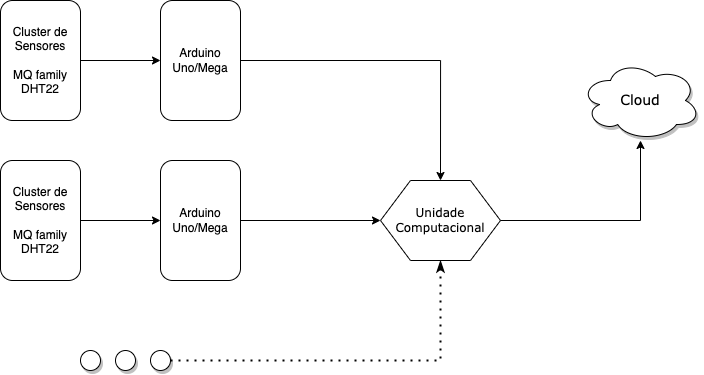 Cluster de
Sensores
MQ family
DHT22
Arduino
Uno/Mega
Cloud
Cluster de
Sensores
MQ family
DHT22
Arduino
Uno/Mega
Unidade
Computacional